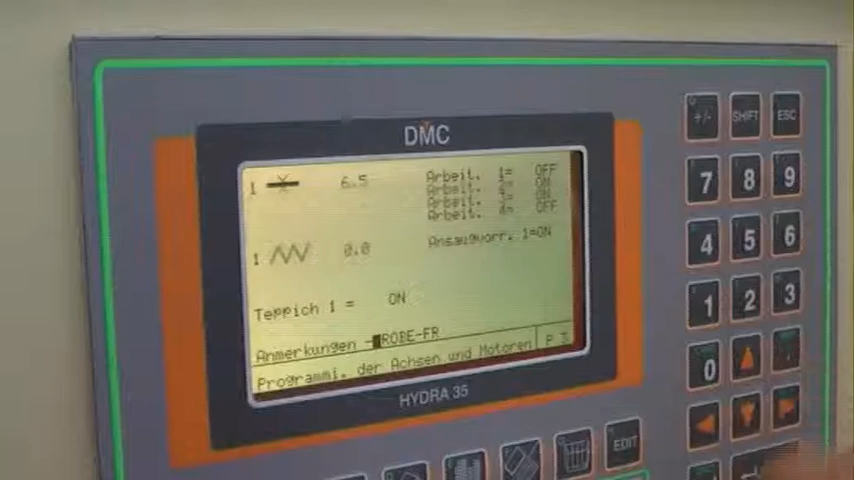 DMC
1 6.5 Arbeit. 1= OFF
Arbeit. 2= ON
Arbeit. 3= ON
Arbeit. 4= OFF
1 0.0 Ansaugvorr. 1=ON
Teppich 1 = ON
Anmerkungen - ROBE-FR
Programmi. der Achsen und Motoren P 3
HYDRA 35
+/- SHIFT ESC
7 8 9
4 5 6
1 2 3
0
EDIT